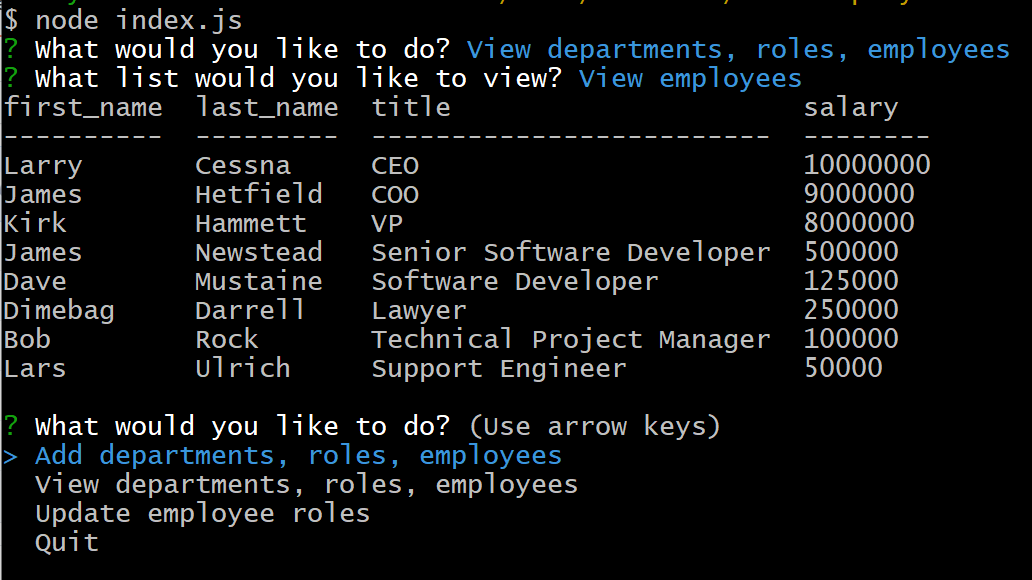 $ node index.js
? What would you like to do? View departments, roles, employees
? What list would you like to view? View employees
first_name  last_name  title                      salary
----------  ---------  -------------------------  --------
Larry       Cessna     CEO                        10000000
James       Hetfield   COO                        9000000
Kirk        Hammett    VP                         8000000
James       Newstead   Senior Software Developer  500000
Dave        Mustaine   Software Developer         125000
Dimebag     Darrell    Lawyer                     250000
Bob         Rock       Technical Project Manager  100000
Lars        Ulrich     Support Engineer           50000

? What would you like to do? (Use arrow keys)
> Add departments, roles, employees
  View departments, roles, employees
  Update employee roles
  Quit